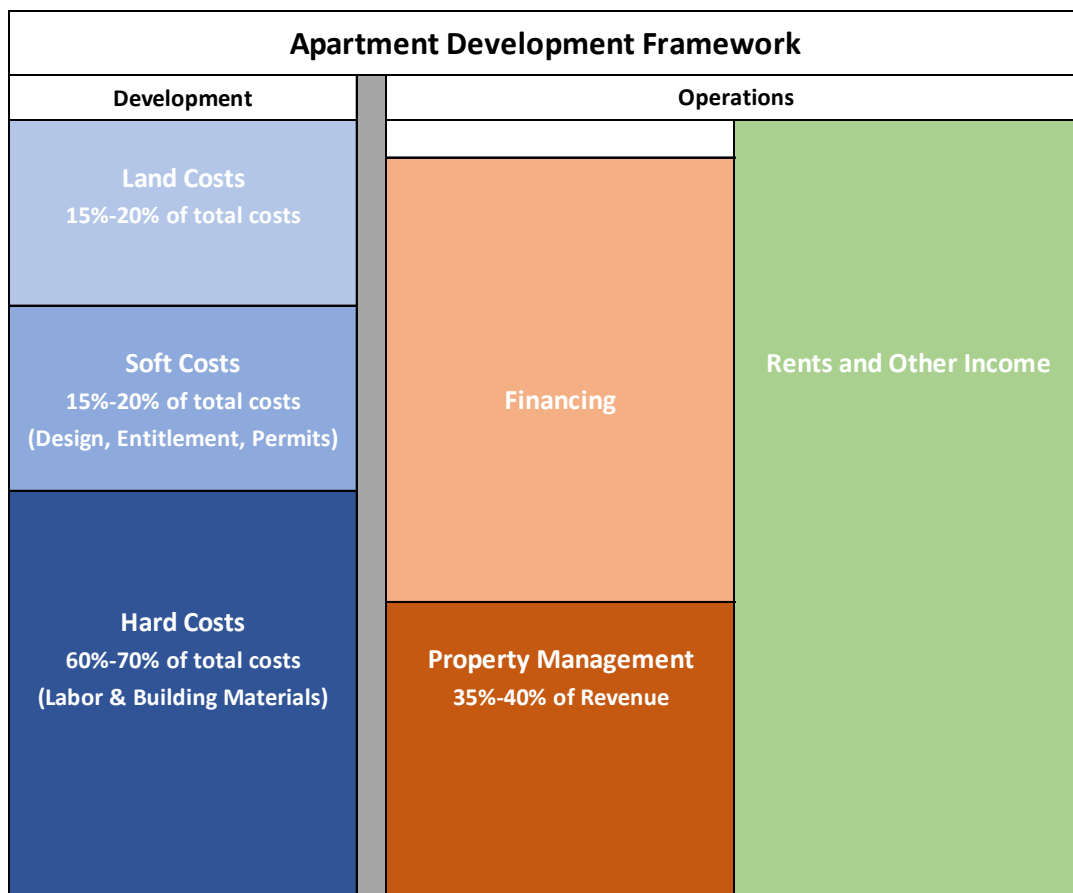 Apartment Development Framework
Development
Operations
Land Costs
15%-20% of total costs
Soft Costs
15%-20% of total costs
(Design, Entitlement, Permits)
Hard Costs
60%-70% of total costs
(Labor & Building Materials)
Financing
Property Management
35%-40% of Revenue
Rents and Other Income